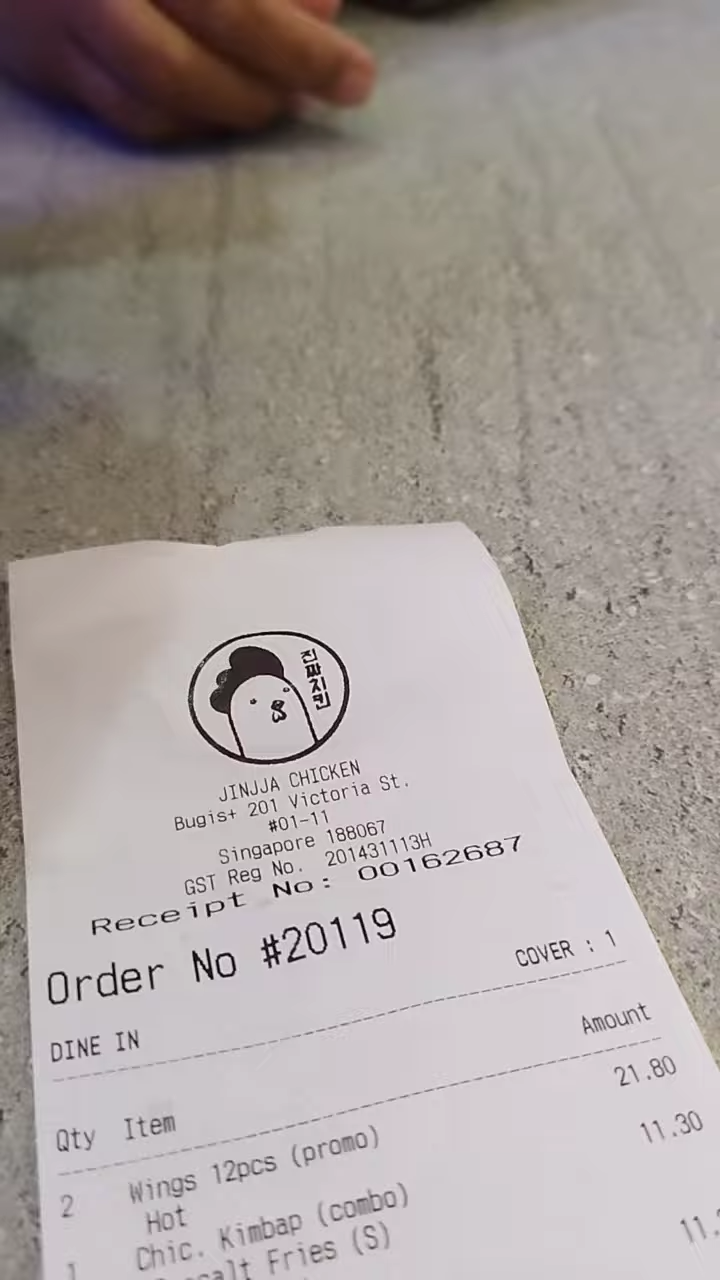 진짜치킨
JINJJA CHICKEN
Bugis+ 201 Victoria St.
#01-11
Singapore 188067
GST Reg No. 201431113H
Receipt No: 00162687
Order No #20119
COVER : 1
DINE IN
Qty Item Amount
2 Wings 12pcs (promo) 21.80
Hot
1 Chic. Kimbap (combo) 11.30
Fries (S)